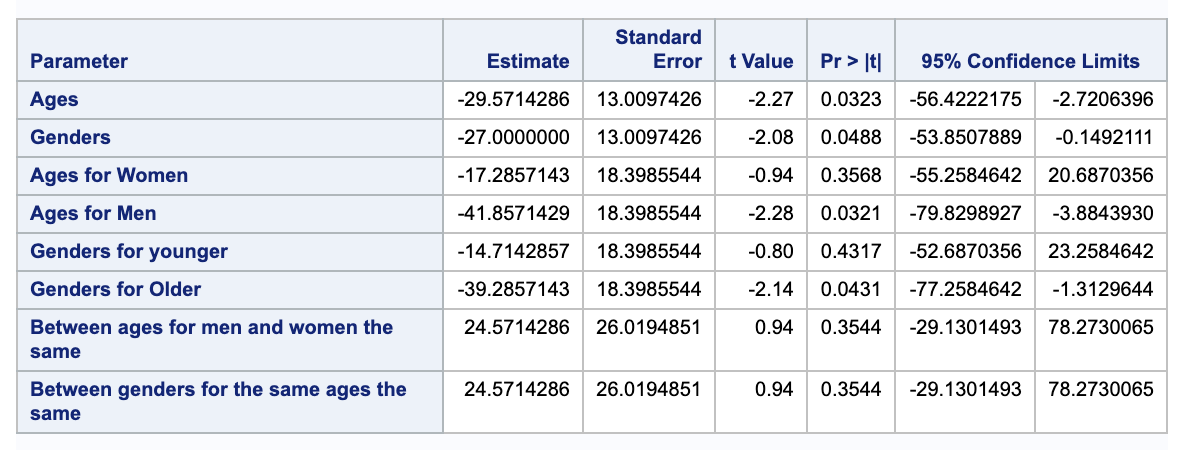 Parameter Estimate Standard Error t Value Pr > |t| 95% Confidence Limits
Ages -29.5714286 13.0097426 -2.27 0.0323 -56.4222175 -2.7206396
Genders -27.0000000 13.0097426 -2.08 0.0488 -53.8507889 -0.1492111
Ages for Women -17.2857143 18.3985544 -0.94 0.3568 -55.2584642 20.6870356
Ages for Men -41.8571429 18.3985544 -2.28 0.0321 -79.8298927 -3.8843930
Genders for younger -14.7142857 18.3985544 -0.80 0.4317 -52.6870356 23.2584642
Genders for Older -39.2857143 18.3985544 -2.14 0.0431 -77.2584642 -1.3129644
Between ages for men and women the 24.5714286 26.0194851 0.94 0.3544 -29.1301493 78.2730065
same
Between genders for the same ages the 24.5714286 26.0194851 0.94 0.3544 -29.1301493 78.2730065
same